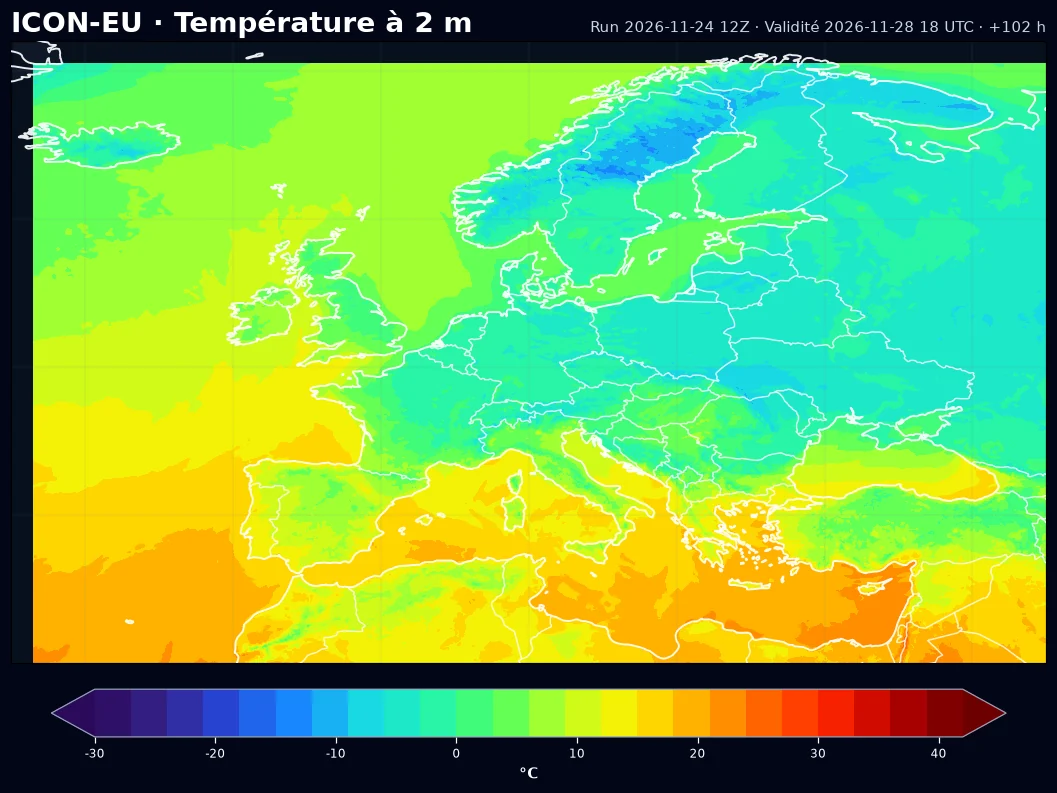 ICON-EU · Température à 2 m
Run 2026-11-24 12Z · Validité 2026-11-28 18 UTC · +102 h
-30 -20 -10 0 10 20 30 40
°C